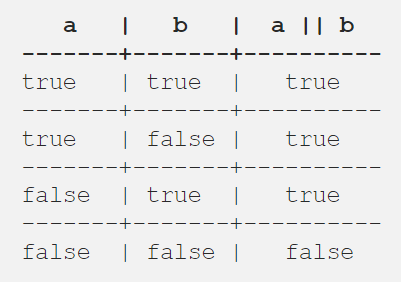 a   |   b   |  a || b
-------+-------+----------
true   | true  |   true
-------+-------+----------
true   | false |   true
-------+-------+----------
false  | true  |   true
-------+-------+----------
false  | false |   false